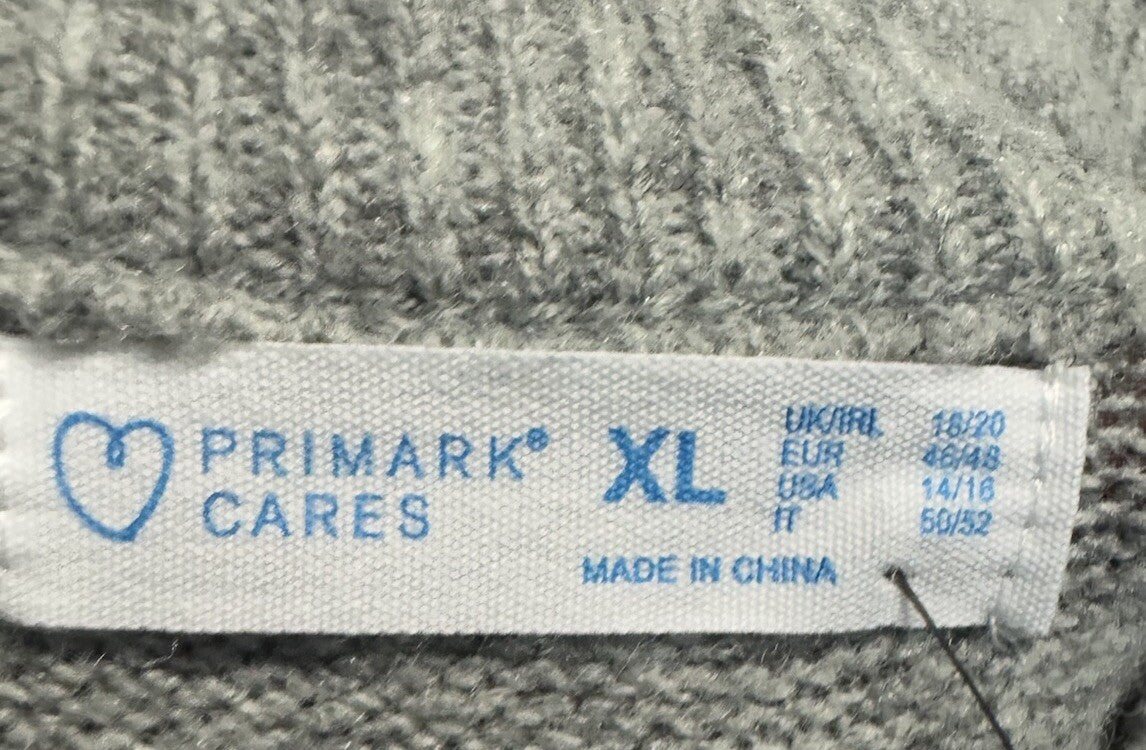 PRIMARK®
CARES
XL
UK/IRL 18/20
EUR 46/48
USA 14/16
IT 50/52
MADE IN CHINA